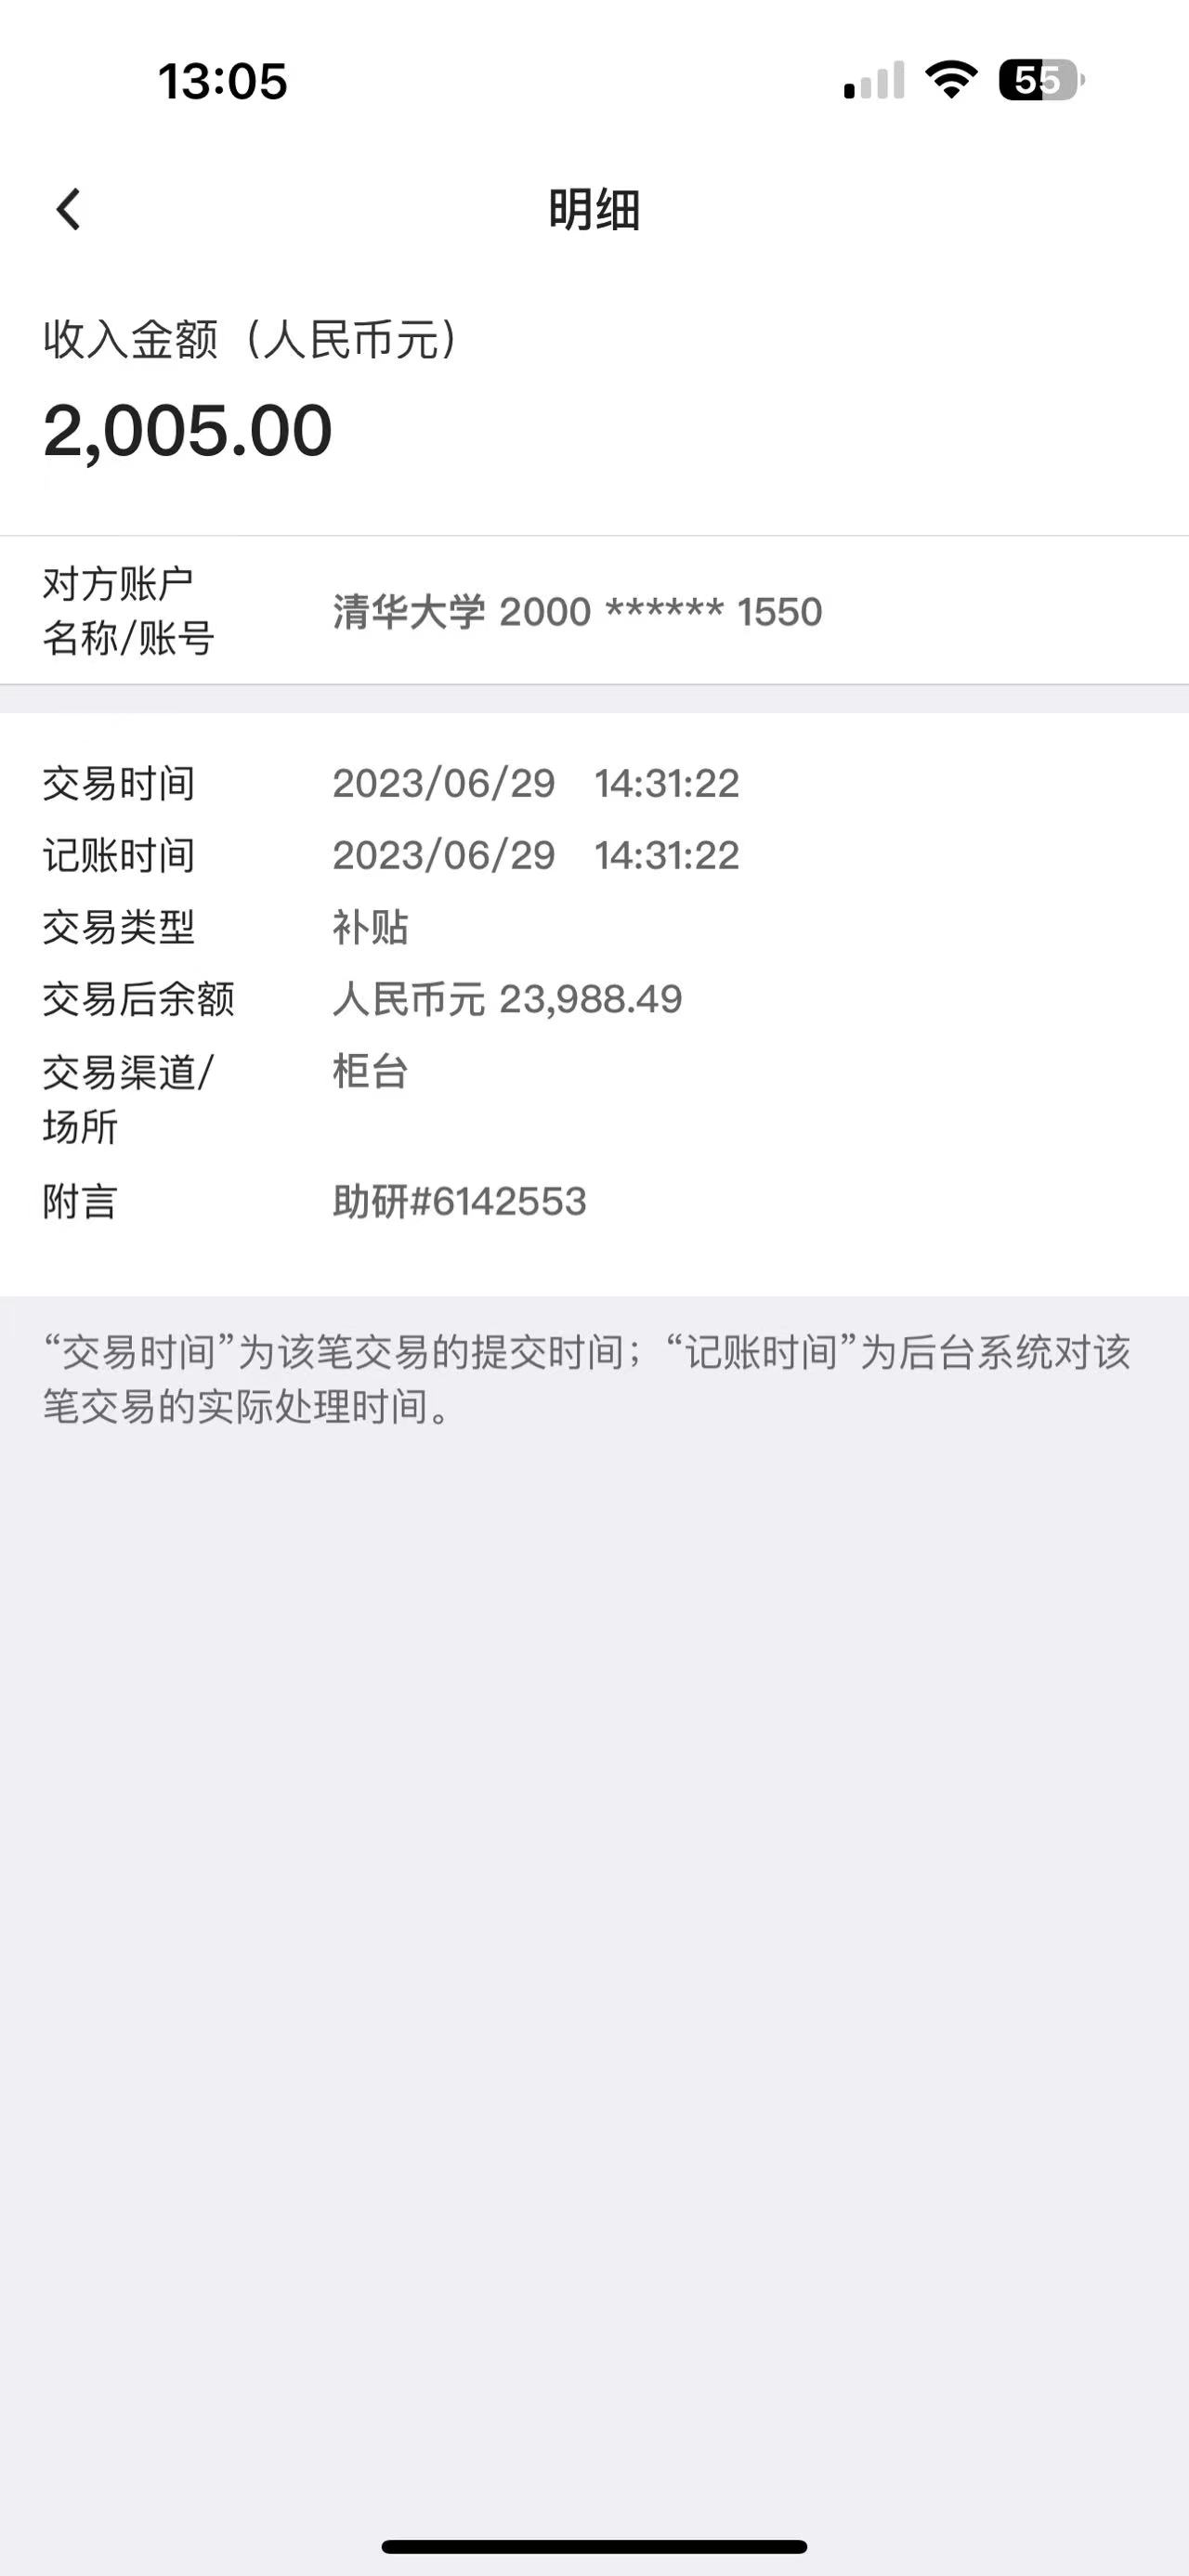 13:05
55
明细
收入金额（人民币元）
2,005.00
对方账户
名称/账号
清华大学 2000 ****** 1550
交易时间 2023/06/29 14:31:22
记账时间 2023/06/29 14:31:22
交易类型 补贴
交易后余额 人民币元 23,988.49
交易渠道/ 柜台
场所
附言 助研#6142553
“交易时间”为该笔交易的提交时间；“记账时间”为后台系统对该
笔交易的实际处理时间。